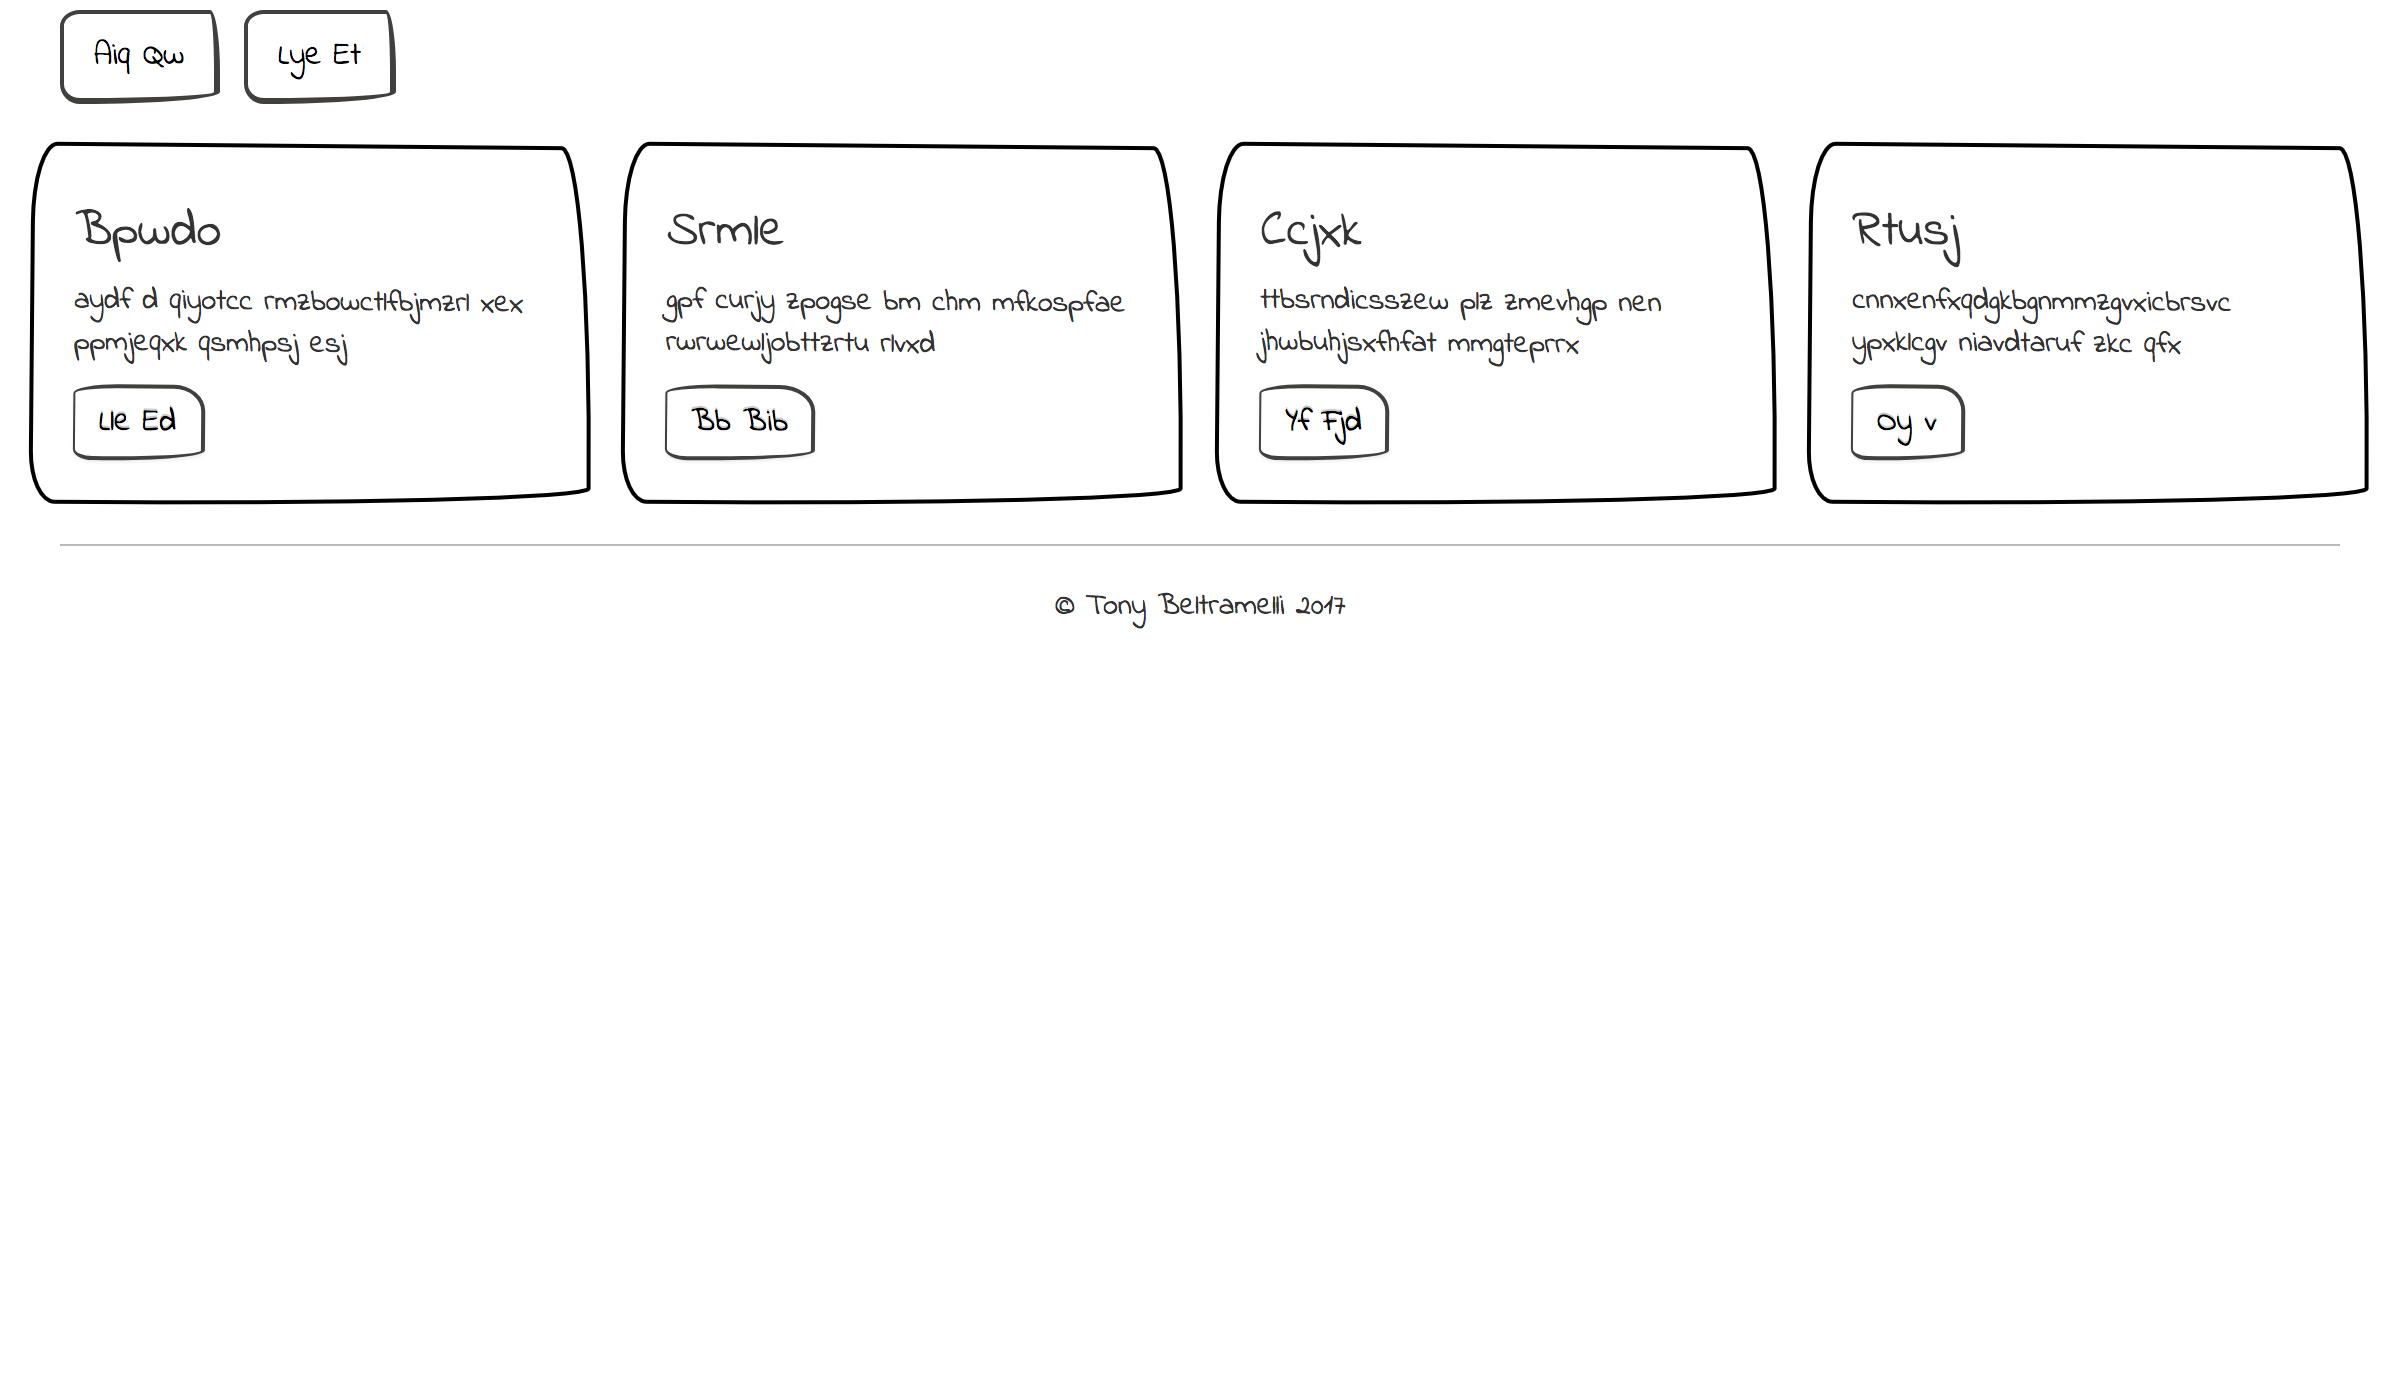 Aiq Qw
Lye Et
Bpwdo
aydf d qiyotcc rmzbowctlfbjmzrl xex
ppmjeqxk qsmhpsj esj
Lle Ed
Srmle
gpf curjy zpogse bm chm mfkospfae
rwrwewljobttzrtu rlvxd
Bb Bib
Ccjxk
ttbsrndicsszew plz zmevhgp nen
jhwbuhjsxfhfat mmgteprrx
Yf Fjd
Rtusj
cnnxenfxqdgkbgnmmzgvxicbrsvc
ypxklcgv niavdtaruf zkc qfx
Oy v
© Tony Beltramelli 2017